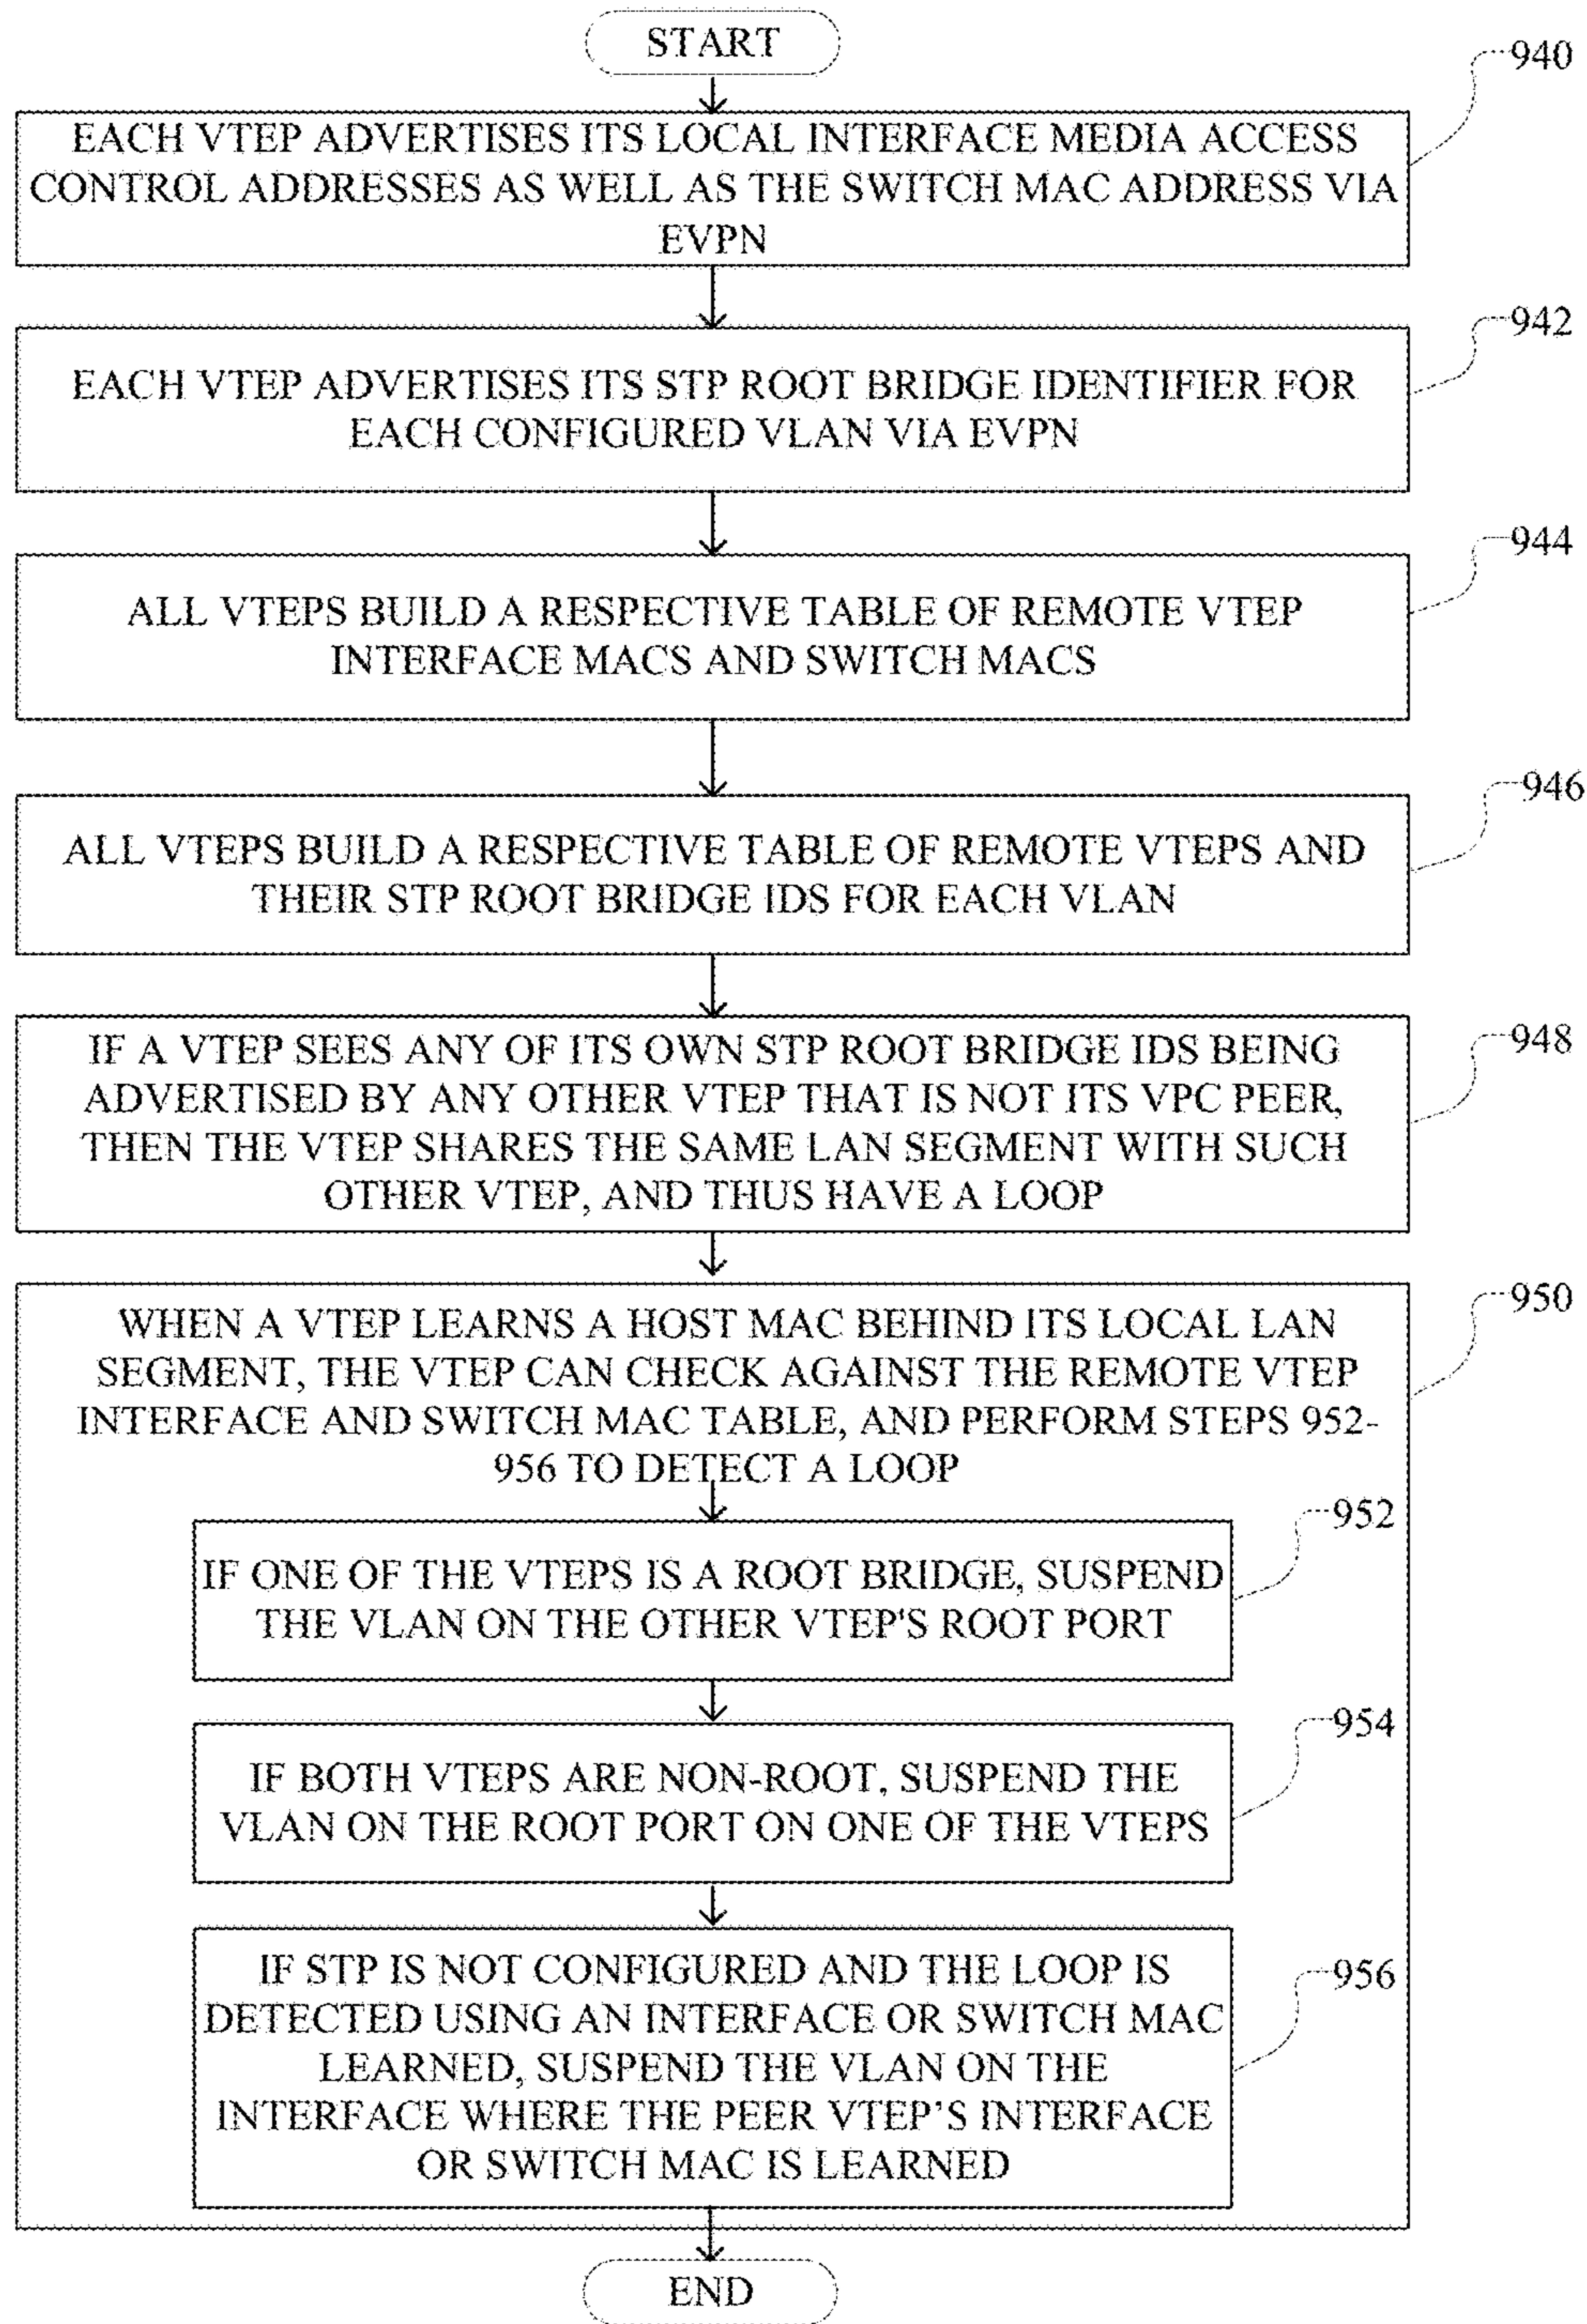 START
940
EACH VTEP ADVERTISES ITS LOCAL INTERFACE MEDIA ACCESS
CONTROL ADDRESSES AS WELL AS THE SWITCH MAC ADDRESS VIA
EVPN
942
EACH VTEP ADVERTISES ITS STP ROOT BRIDGE IDENTIFIER FOR
EACH CONFIGURED VLAN VIA EVPN
944
ALL VTEPS BUILD A RESPECTIVE TABLE OF REMOTE VTEP
INTERFACE MACS AND SWITCH MACS
946
ALL VTEPS BUILD A RESPECTIVE TABLE OF REMOTE VTEPS AND
THEIR STP ROOT BRIDGE IDS FOR EACH VLAN
948
IF A VTEP SEES ANY OF ITS OWN STP ROOT BRIDGE IDS BEING
ADVERTISED BY ANY OTHER VTEP THAT IS NOT ITS VPC PEER,
THEN THE VTEP SHARES THE SAME LAN SEGMENT WITH SUCH
OTHER VTEP, AND THUS HAVE A LOOP
950
WHEN A VTEP LEARNS A HOST MAC BEHIND ITS LOCAL LAN
SEGMENT, THE VTEP CAN CHECK AGAINST THE REMOTE VTEP
INTERFACE AND SWITCH MAC TABLE, AND PERFORM STEPS 952-
956 TO DETECT A LOOP
952
IF ONE OF THE VTEPS IS A ROOT BRIDGE, SUSPEND
THE VLAN ON THE OTHER VTEP'S ROOT PORT
954
IF BOTH VTEPS ARE NON-ROOT, SUSPEND THE
VLAN ON THE ROOT PORT ON ONE OF THE VTEPS
956
IF STP IS NOT CONFIGURED AND THE LOOP IS
DETECTED USING AN INTERFACE OR SWITCH MAC
LEARNED, SUSPEND THE VLAN ON THE
INTERFACE WHERE THE PEER VTEP’S INTERFACE
OR SWITCH MAC IS LEARNED
END